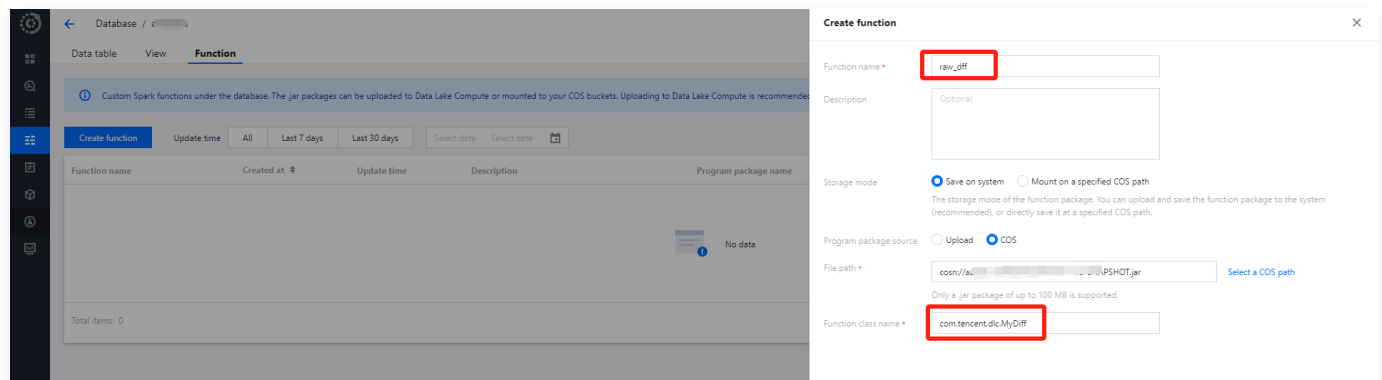 Database /
Data table View Function
Custom Spark functions under the database. The .jar packages can be uploaded to Data Lake Compute or mounted to your COS buckets. Uploading to Data Lake Compute is recommended
Create function Update time All Last 7 days Last 30 days Select date Select date
Function name Created at Update time Description Program package name
No data
Total items: 0
Create function
Function name * raw_dff
Description Optional
Storage mode Save on system Mount on a specified COS path
The storage mode of the function package. You can upload and save the function package to the system
(recommended), or directly save it at a specified COS path.
Program package source Upload COS
File path * cosn:// APSHOT.jar Select a COS path
Only a .jar package of up to 100 MB is supported.
Function class name * com.tencent.dlc.MyDiff